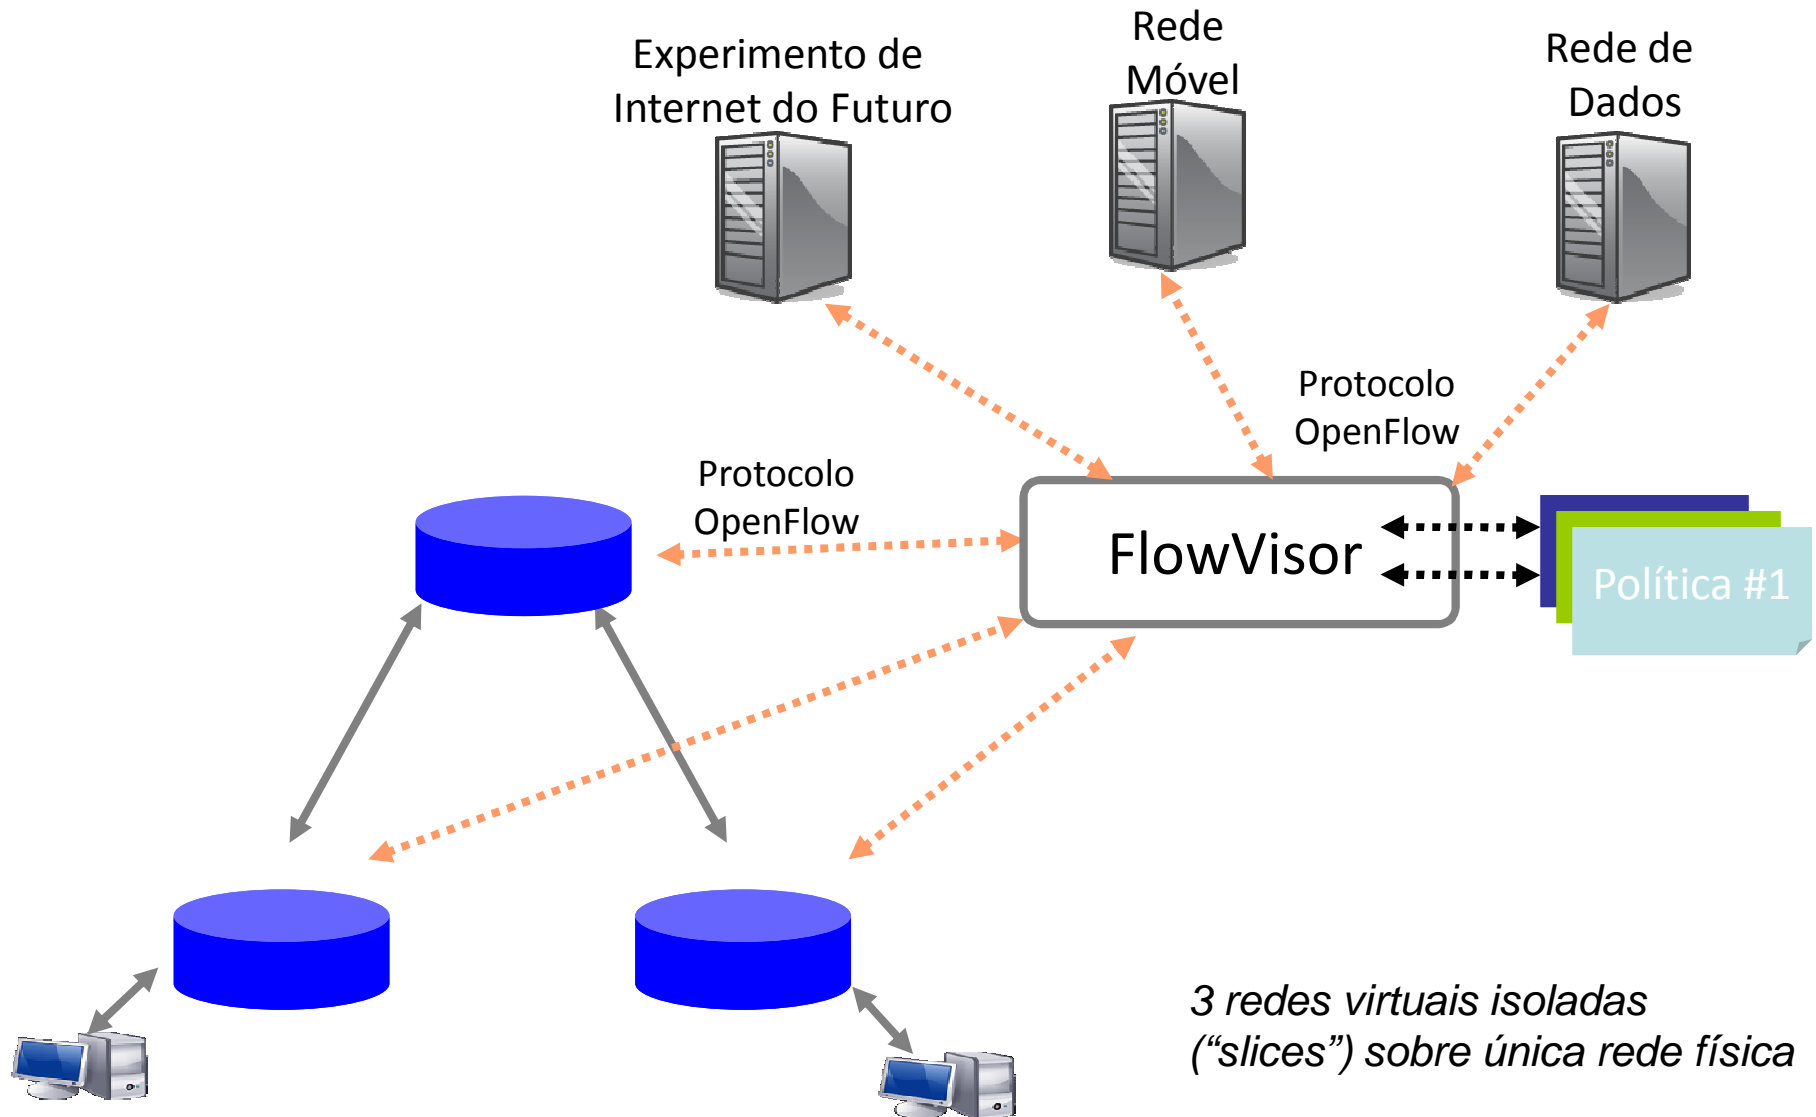 Experimento de
Internet do Futuro
Rede
Móvel
Rede de
Dados
Protocolo
OpenFlow
Protocolo
OpenFlow
FlowVisor
Política #1
3 redes virtuais isoladas
(“slices”) sobre única rede física